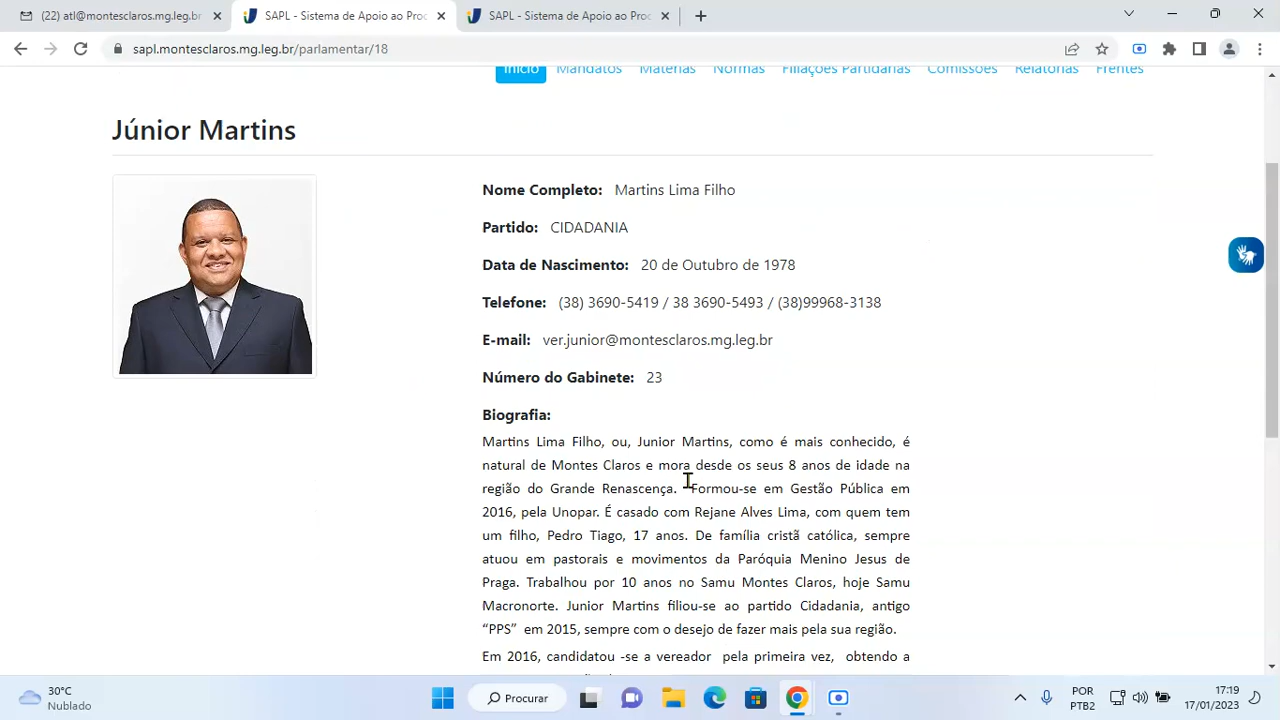 (22) atl@montesclaros.mg.leg.br
SAPL - Sistema de Apoio ao Proc
SAPL - Sistema de Apoio ao Proc
sapl.montesclaros.mg.leg.br/parlamentar/18
Início Mandatos Matérias Normas Filiações Partidárias Comissões Relatorias Frentes
Júnior Martins
Nome Completo: Martins Lima Filho
Partido: CIDADANIA
Data de Nascimento: 20 de Outubro de 1978
Telefone: (38) 3690-5419 / 38 3690-5493 / (38)99968-3138
E-mail: ver.junior@montesclaros.mg.leg.br
Número do Gabinete: 23
Biografia:
Martins Lima Filho, ou, Junior Martins, como é mais conhecido, é
natural de Montes Claros e mora desde os seus 8 anos de idade na
região do Grande Renascença. Formou-se em Gestão Pública em
2016, pela Unopar. É casado com Rejane Alves Lima, com quem tem
um filho, Pedro Tiago, 17 anos. De família cristã católica, sempre
atuou em pastorais e movimentos da Paróquia Menino Jesus de
Praga. Trabalhou por 10 anos no Samu Montes Claros, hoje Samu
Macronorte. Junior Martins filiou-se ao partido Cidadania, antigo
“PPS” em 2015, sempre com o desejo de fazer mais pela sua região.
Em 2016, candidatou -se a vereador pela primeira vez, obtendo a
30°C
Nublado
Procurar
POR
PTB2
17:19
17/01/2023